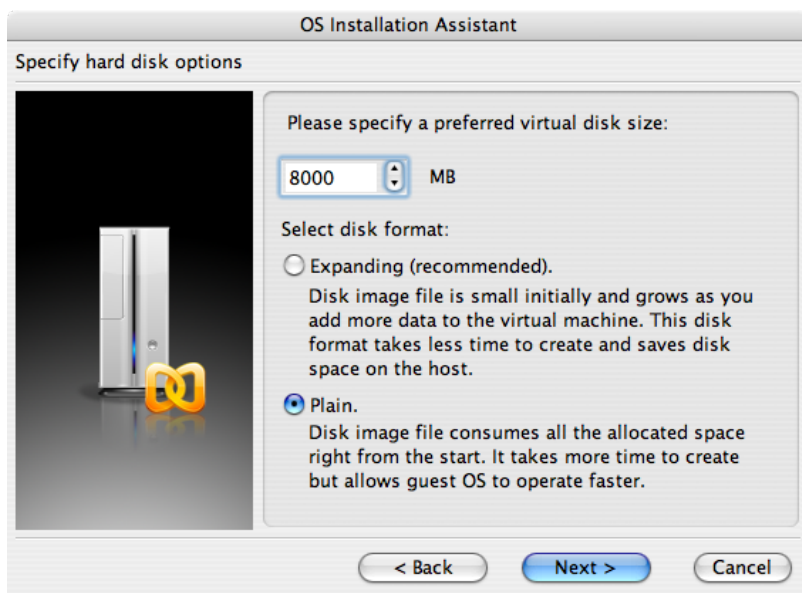 OS Installation Assistant
Specify hard disk options
Please specify a preferred virtual disk size:
8000 MB
Select disk format:
Expanding (recommended).
Disk image file is small initially and grows as you
add more data to the virtual machine. This disk
format takes less time to create and saves disk
space on the host.
Plain.
Disk image file consumes all the allocated space
right from the start. It takes more time to create
but allows guest OS to operate faster.
< Back Next > Cancel